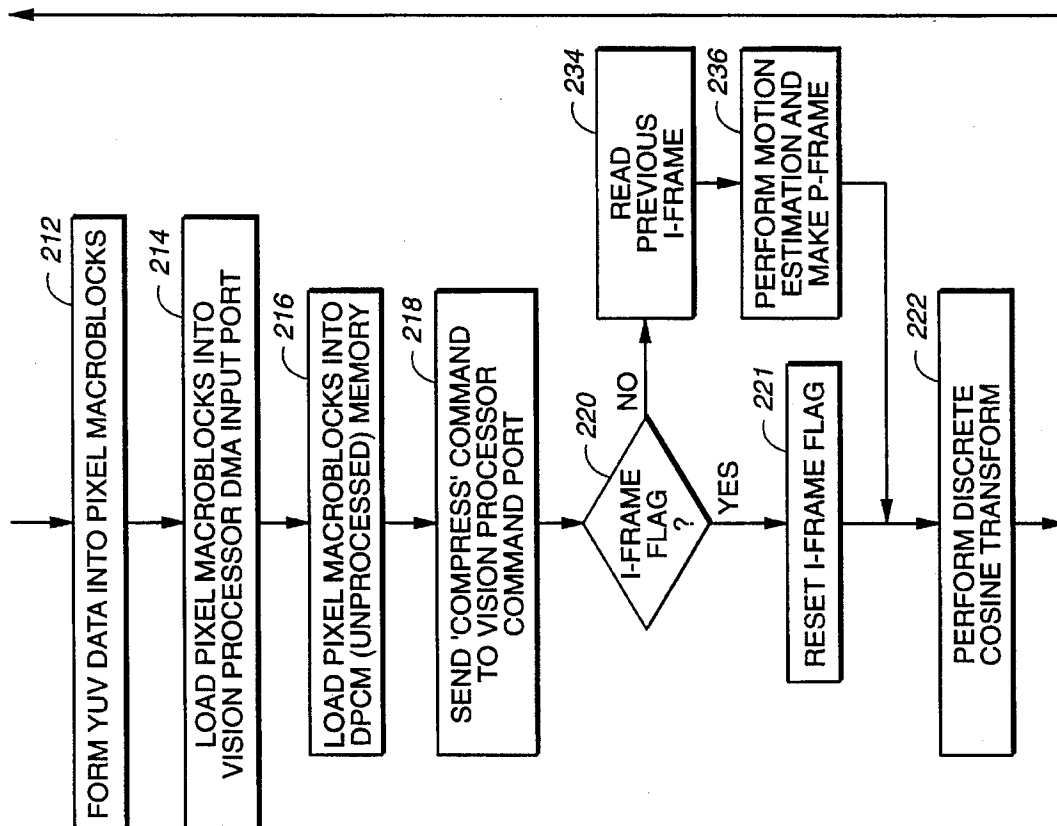 212
FORM YUV DATA INTO PIXEL MACROBLOCKS
214
LOAD PIXEL MACROBLOCKS INTO
VISION PROCESSOR DMA INPUT PORT
216
LOAD PIXEL MACROBLOCKS INTO
DPCM (UNPROCESSED) MEMORY
218
SEND 'COMPRESS' COMMAND
TO VISION PROCESSOR
COMMAND PORT
220
I-FRAME
FLAG
?
NO
YES
234
READ
PREVIOUS
I-FRAME
236
PERFORM MOTION
ESTIMATION AND
MAKE P-FRAME
221
RESET I-FRAME FLAG
222
PERFORM DISCRETE
COSINE TRANSFORM